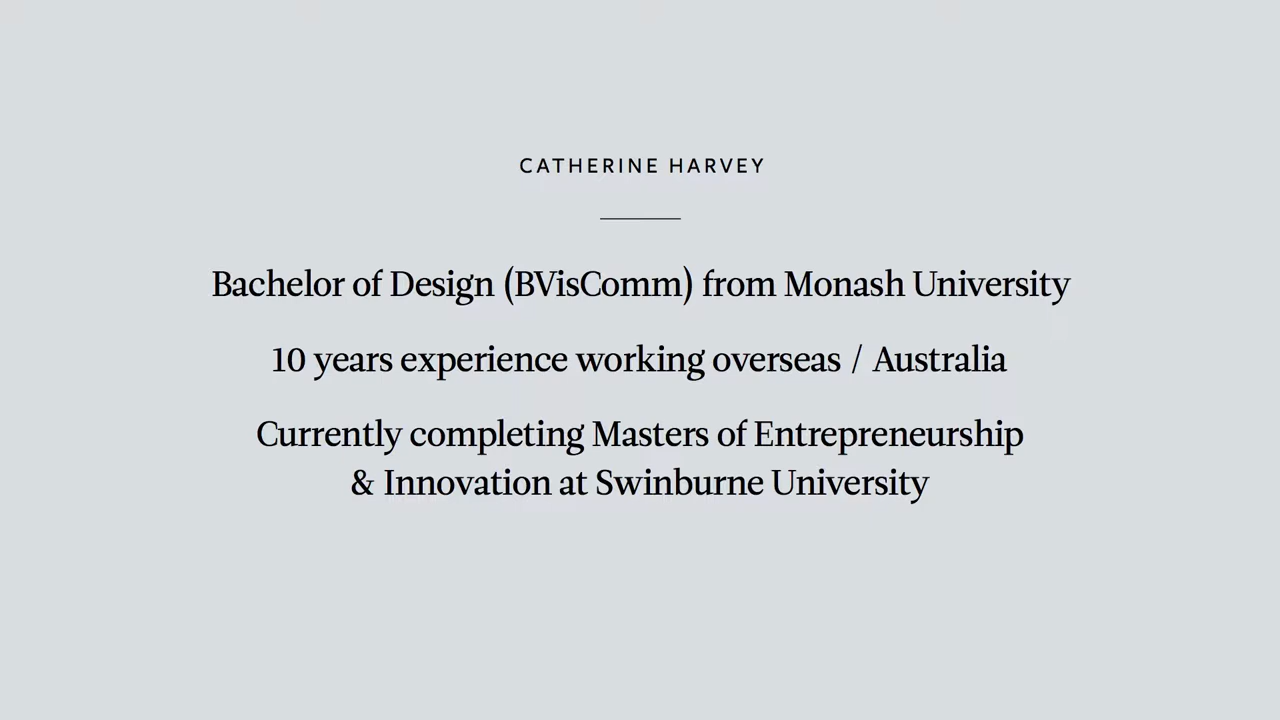 CATHERINE HARVEY
Bachelor of Design (BVisComm) from Monash University
10 years experience working overseas / Australia
Currently completing Masters of Entrepreneurship
& Innovation at Swinburne University